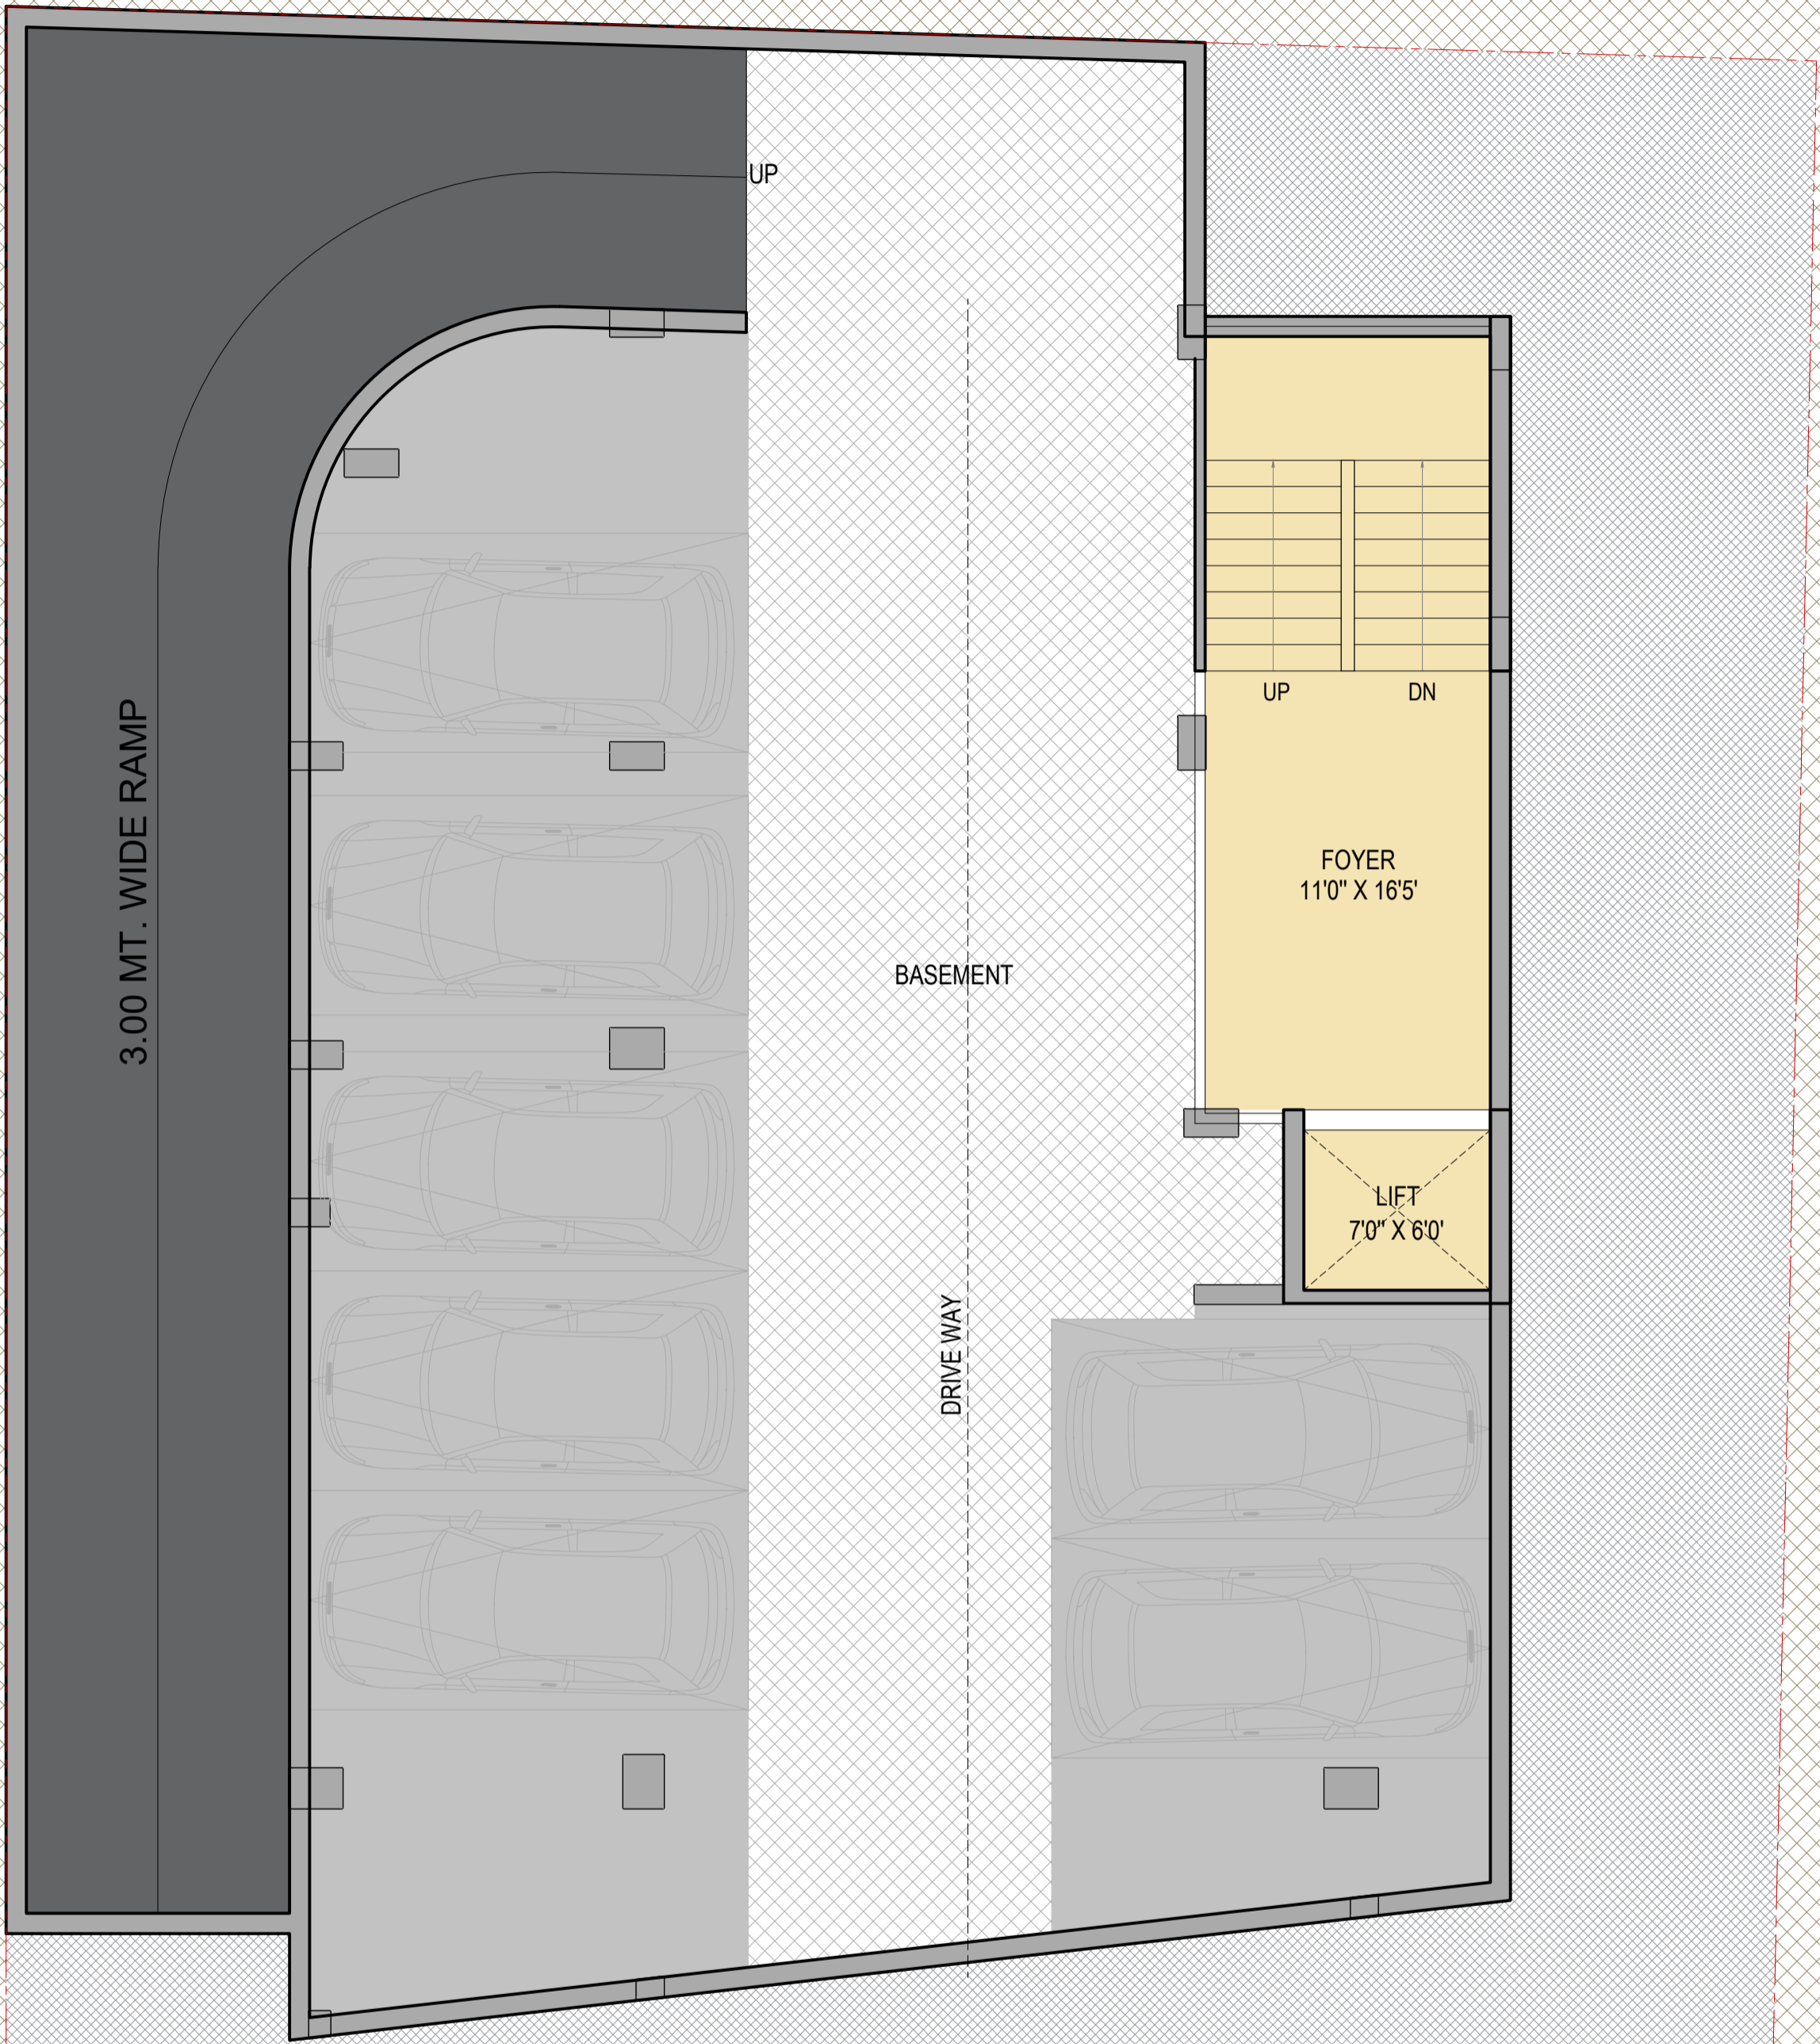 UP
3.00 MT. WIDE RAMP
UP
DN
FOYER
11'0" X 16'5'
BASEMENT
LIFT
7'0" X 6'0'
DRIVE WAY